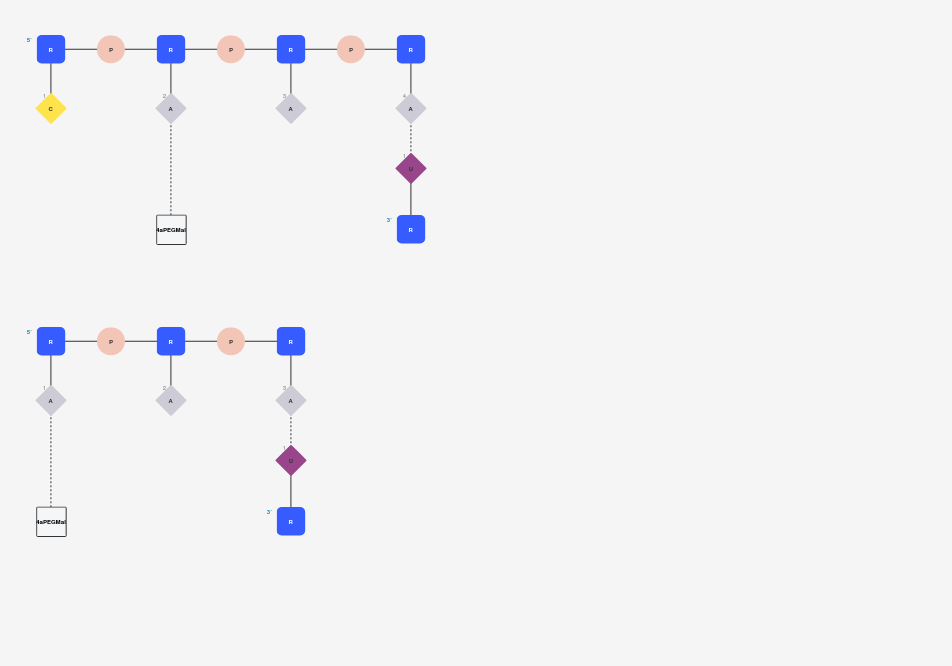 5'
R P R P R P R
1 2 3 4
C A A A
1
U
4aPEGMal 3' R
5'
R P R P R
1 2 3
A A A
1
U
4aPEGMal 3' R